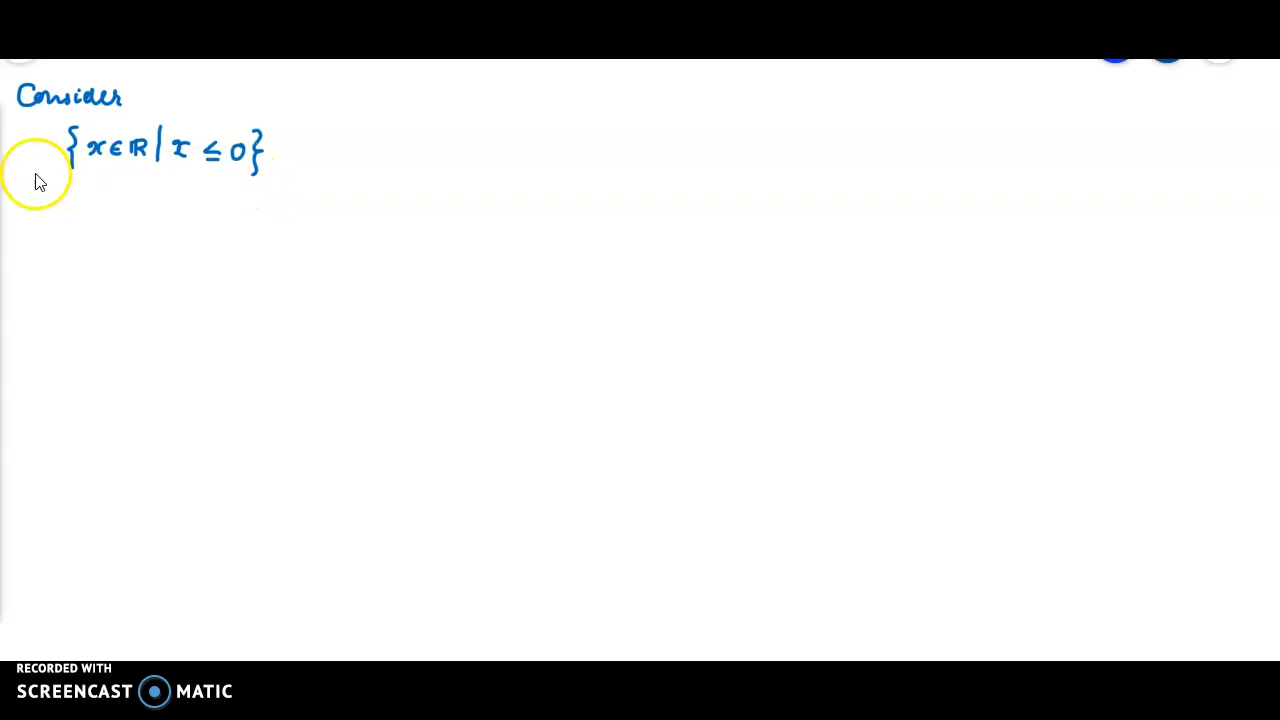 Consider
{x∈ℝ|x ≤ 0}
RECORDED WITH
SCREENCAST MATIC